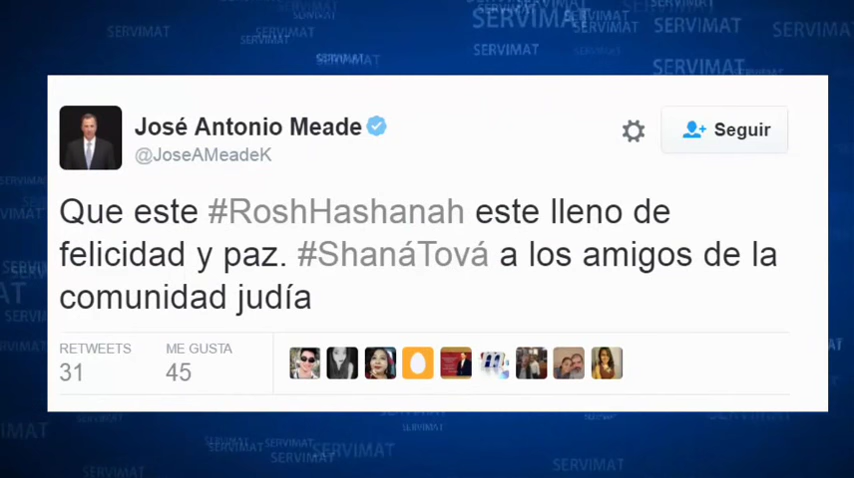 SERVIMAT
José Antonio Meade
@JoseAMeadeK
Seguir
Que este #RoshHashanah este lleno de
felicidad y paz. #ShanáTová a los amigos de la
comunidad judía
RETWEETS
31
ME GUSTA
45
SERVIMAT